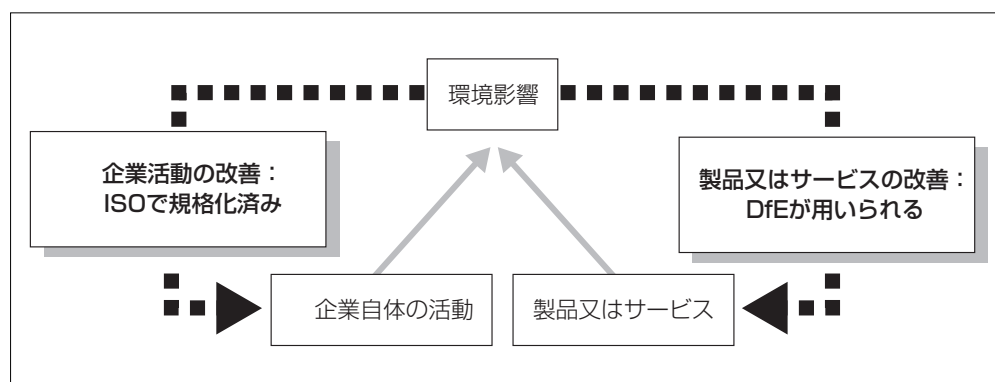 環境影響
企業活動の改善：
ISOで規格化済み
製品又はサービスの改善：
DfEが用いられる
企業自体の活動
製品又はサービス